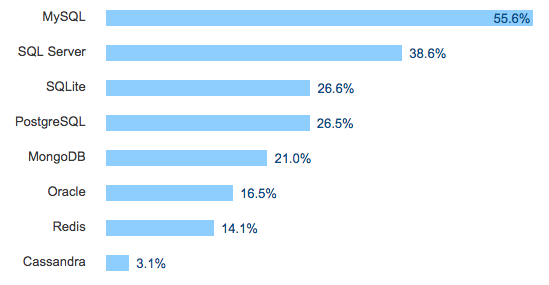 MySQL 55.6%
SQL Server 38.6%
SQLite 26.6%
PostgreSQL 26.5%
MongoDB 21.0%
Oracle 16.5%
Redis 14.1%
Cassandra 3.1%